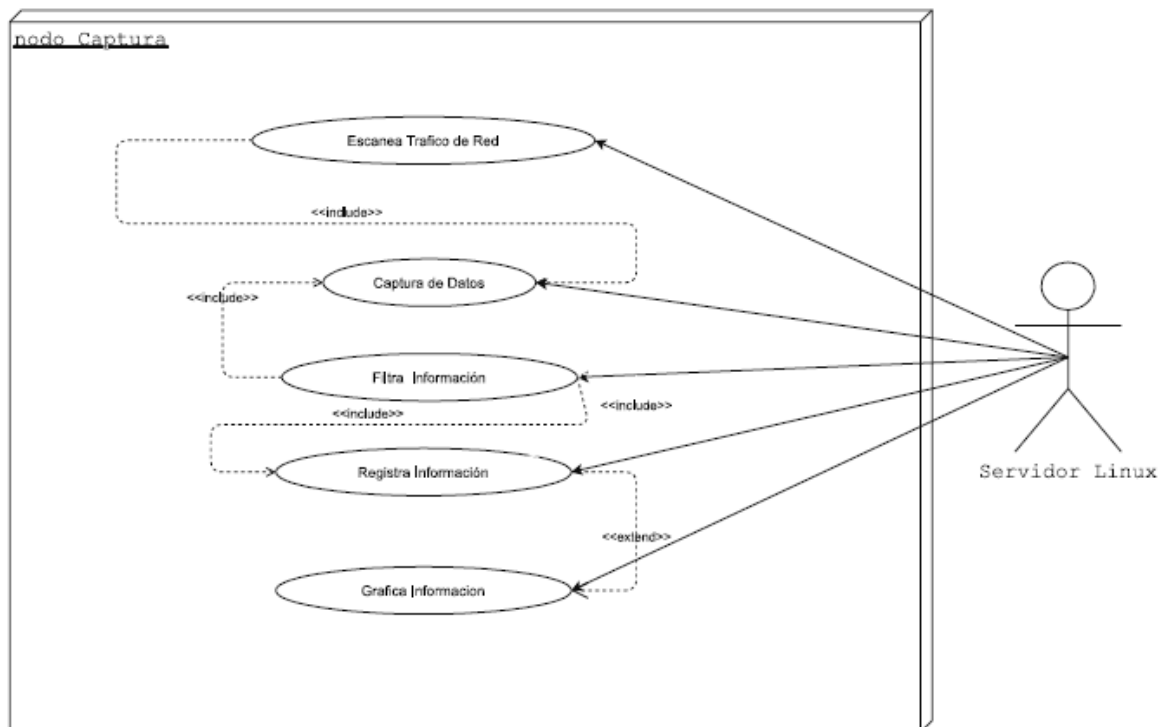 nodo Captura
Escanea Trafico de Red
<<include>>
Captura de Datos
<<include>>
Filtra Información
<<include>>
<<include>>
Registra Información
Servidor Linux
<<extend>>
Grafica Informacion